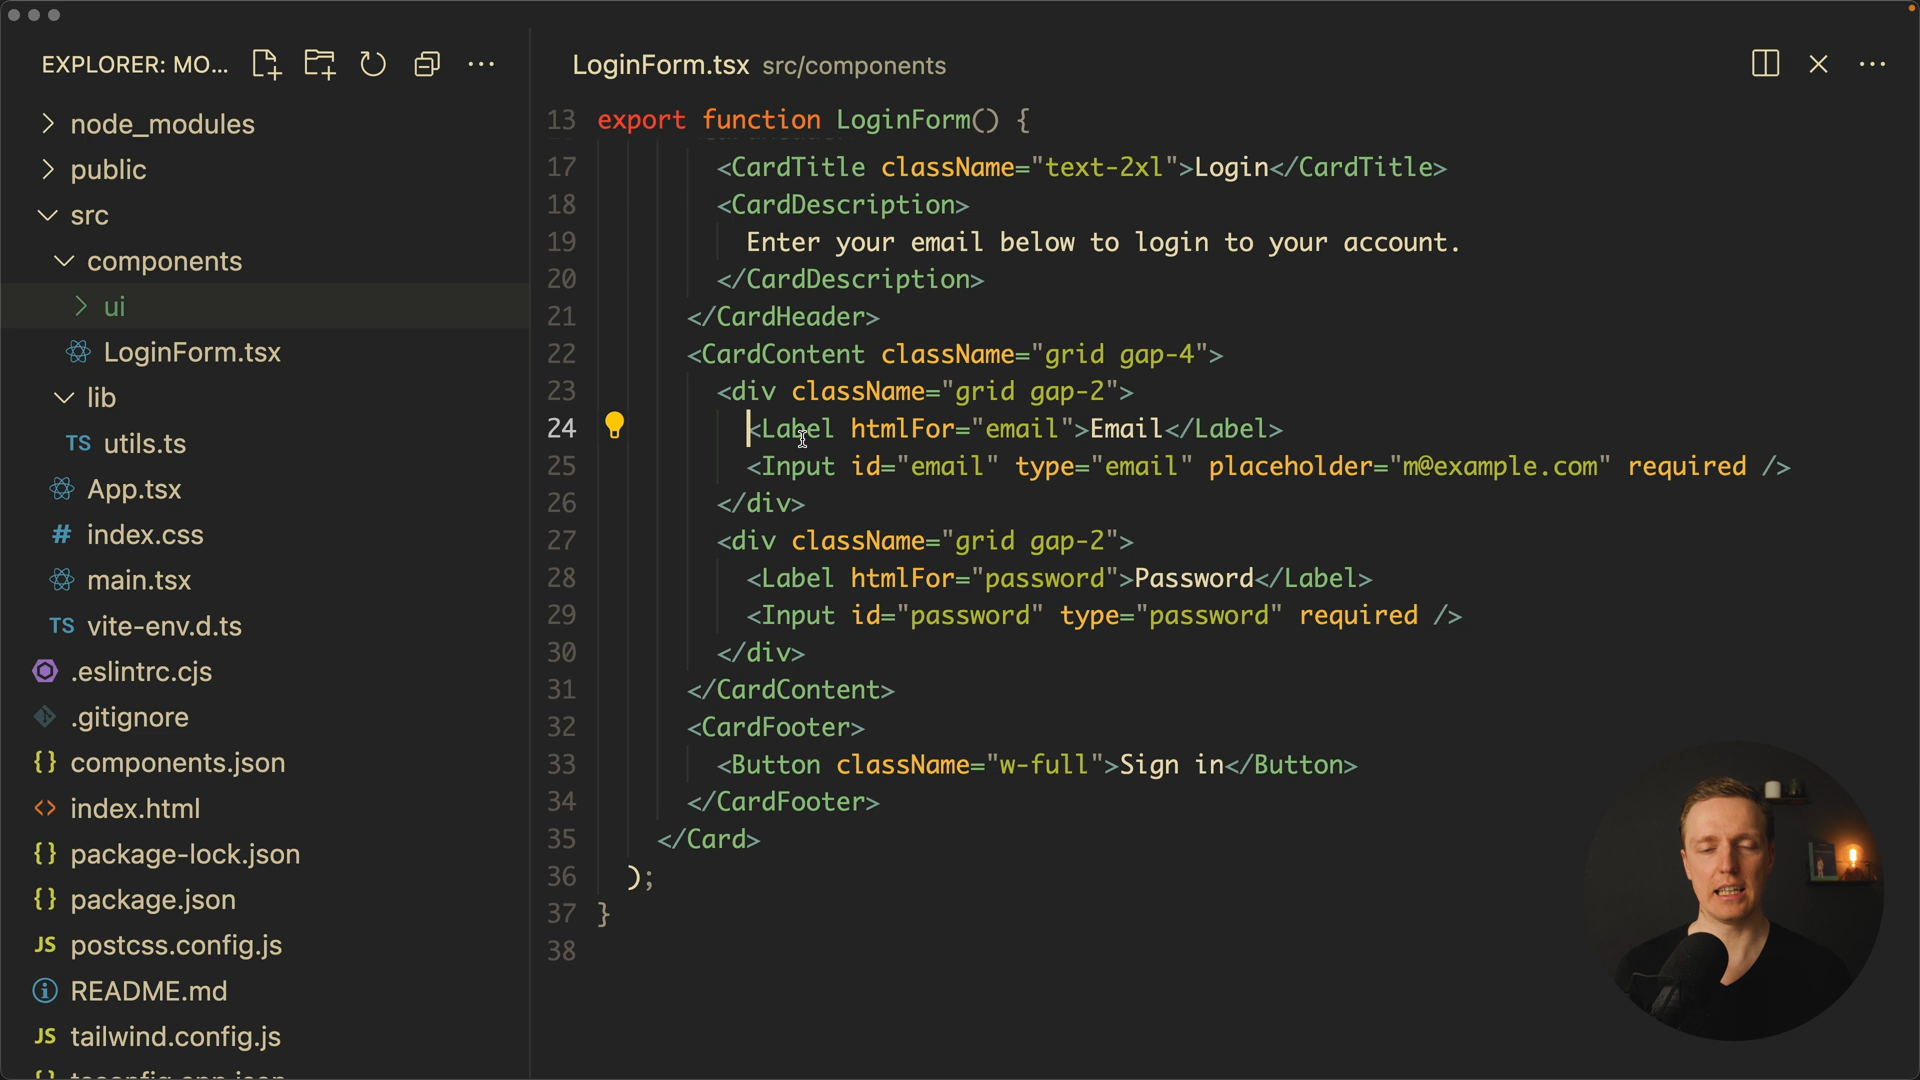 EXPLORER: MO...
node_modules
public
src
components
ui
LoginForm.tsx
lib
TS utils.ts
App.tsx
# index.css
main.tsx
TS vite-env.d.ts
.eslintrc.cjs
.gitignore
{} components.json
<> index.html
{} package-lock.json
{} package.json
JS postcss.config.js
README.md
JS tailwind.config.js
LoginForm.tsx src/components
13 export function LoginForm() {
17 <CardTitle className="text-2xl">Login</CardTitle>
18 <CardDescription>
19 Enter your email below to login to your account.
20 </CardDescription>
21 </CardHeader>
22 <CardContent className="grid gap-4">
23 <div className="grid gap-2">
24 <Label htmlFor="email">Email</Label>
25 <Input id="email" type="email" placeholder="m@example.com" required />
26 </div>
27 <div className="grid gap-2">
28 <Label htmlFor="password">Password</Label>
29 <Input id="password" type="password" required />
30 </div>
31 </CardContent>
32 <CardFooter>
33 <Button className="w-full">Sign in</Button>
34 </CardFooter>
35 </Card>
36 );
37 }
38